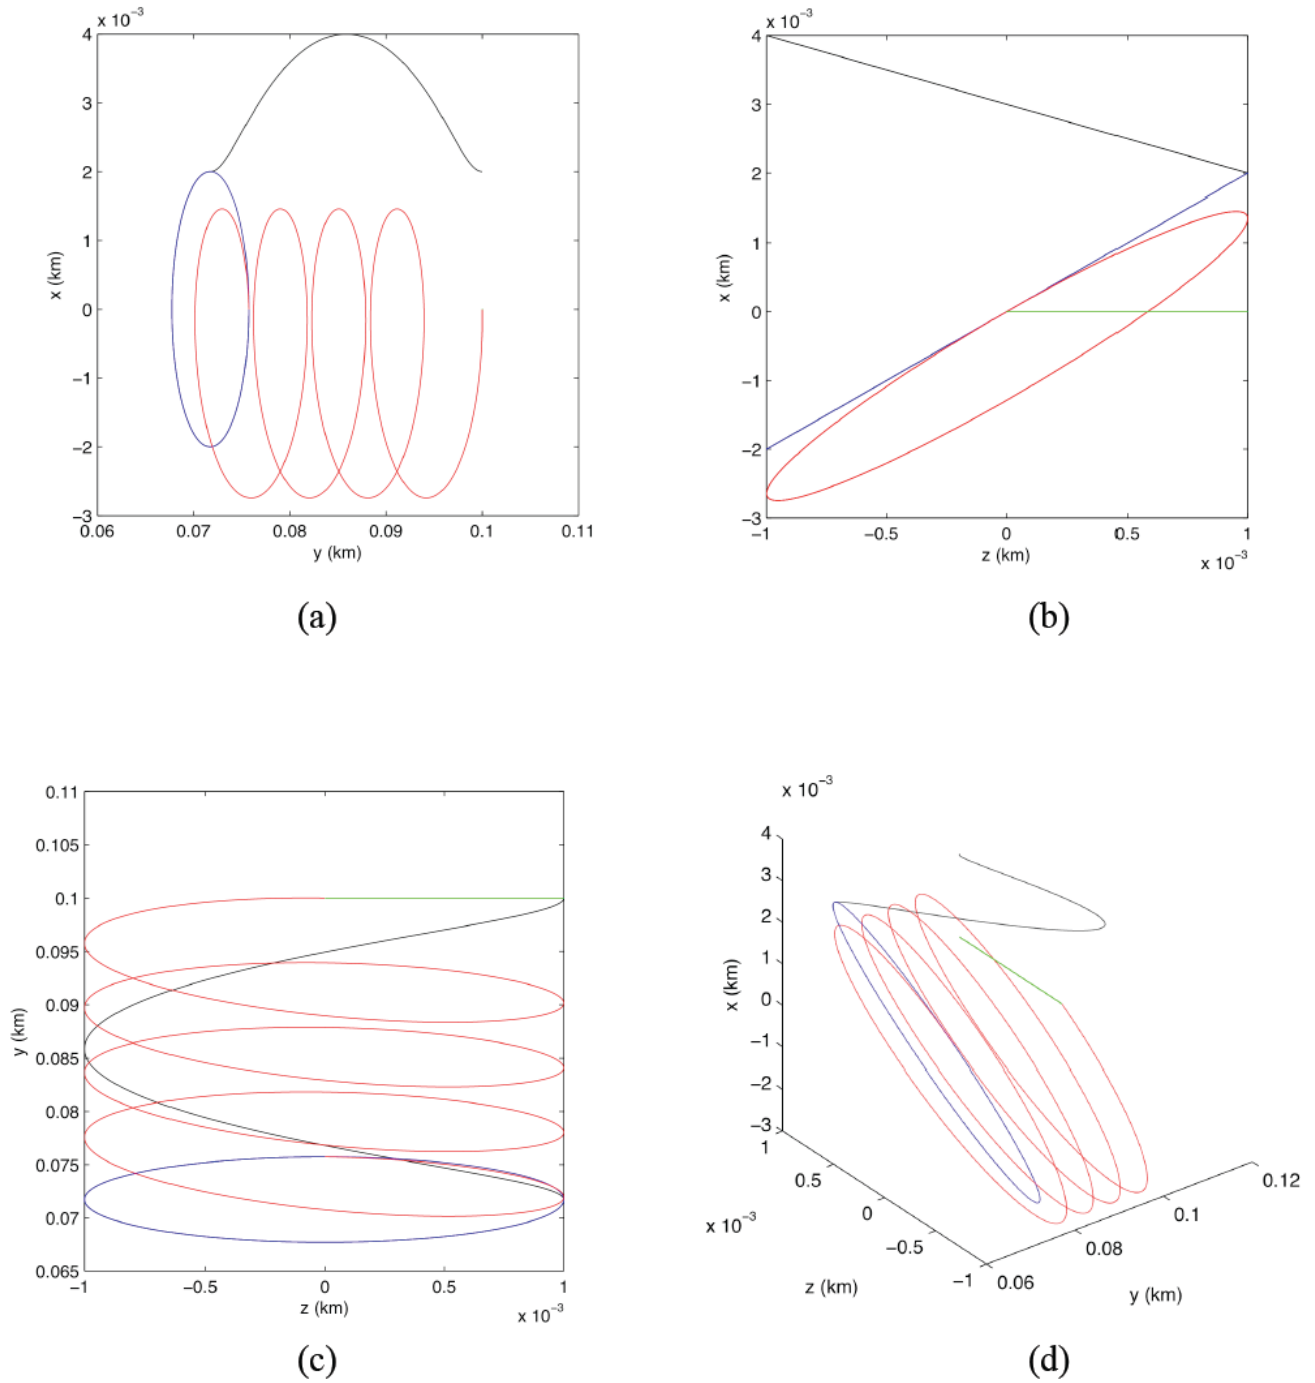 x 10⁻³
4
3
2
1
0
−1
−2
−3
x (km)
0.06 0.07 0.08 0.09 0.1 0.11
y (km)
(a)
x 10⁻³
4
3
2
1
0
−1
−2
−3
x (km)
−1 −0.5 0 0.5 1
z (km)
x 10⁻³
(b)
0.11
0.105
0.1
0.095
0.09
0.085
0.08
0.075
0.07
0.065
y (km)
−1 −0.5 0 0.5 1
z (km)
x 10⁻³
(c)
x 10⁻³
4
3
2
1
0
−1
−2
−3
x (km)
1
0.5
0
−0.5
−1
x 10⁻³
z (km)
0.06
0.08
0.1
0.12
y (km)
(d)